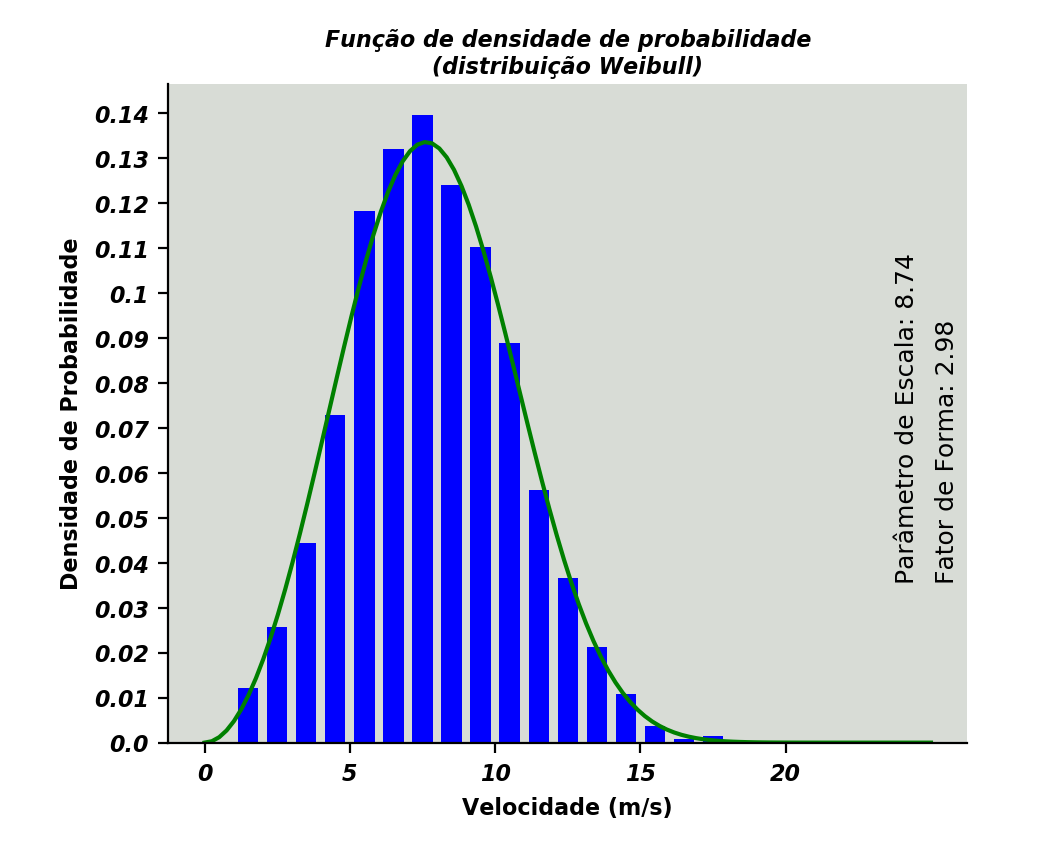 Função de densidade de probabilidade
(distribuição Weibull)
Densidade de Probabilidade
0.14
0.13
0.12
0.11
0.1
0.09
0.08
0.07
0.06
0.05
0.04
0.03
0.02
0.01
0.0
Parâmetro de Escala: 8.74
Fator de Forma: 2.98
0 5 10 15 20
Velocidade (m/s)